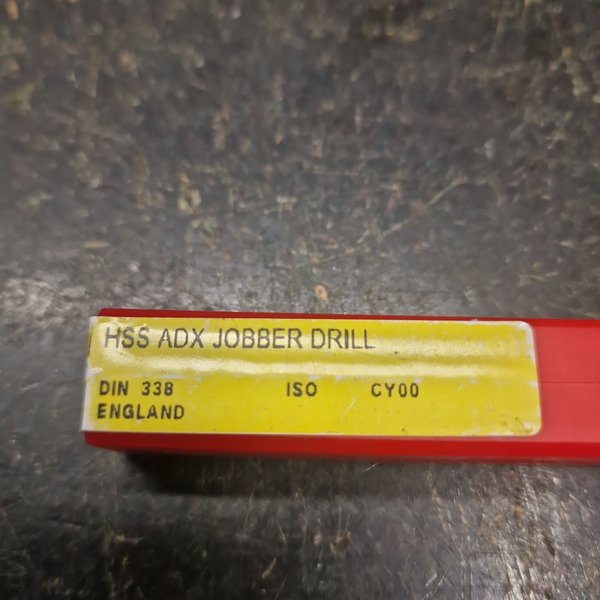 HSS ADX JOBBER DRILL
DIN 338 ISO CY00
ENGLAND